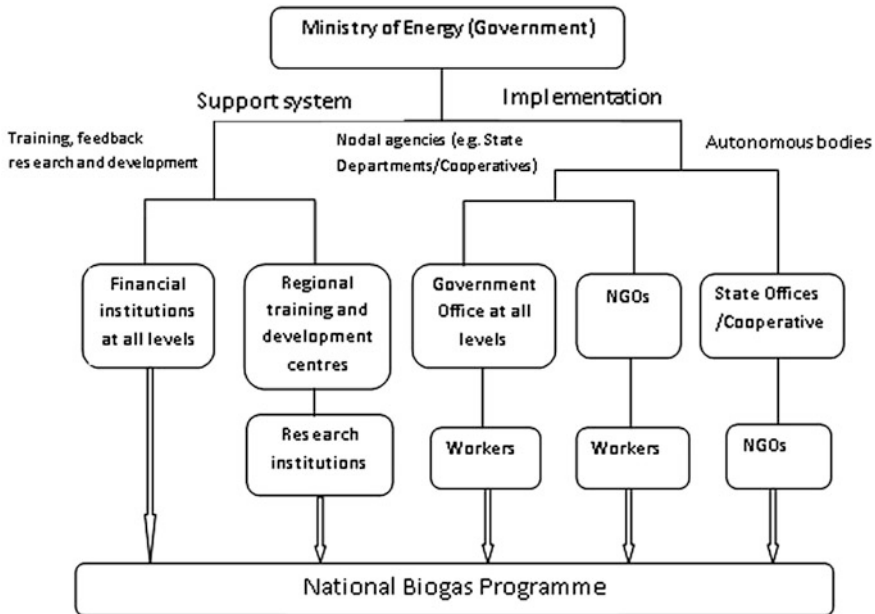 Ministry of Energy (Government)
Support system
Implementation
Training, feedback
research and development
Nodal agencies (e.g. State
Departments/Cooperatives)
Autonomous bodies
Financial
institutions
at all levels
Regional
training and
development
centres
Government
Office at all
levels
NGOs
State Offices
/Cooperative
Research
institutions
Workers
Workers
NGOs
National Biogas Programme